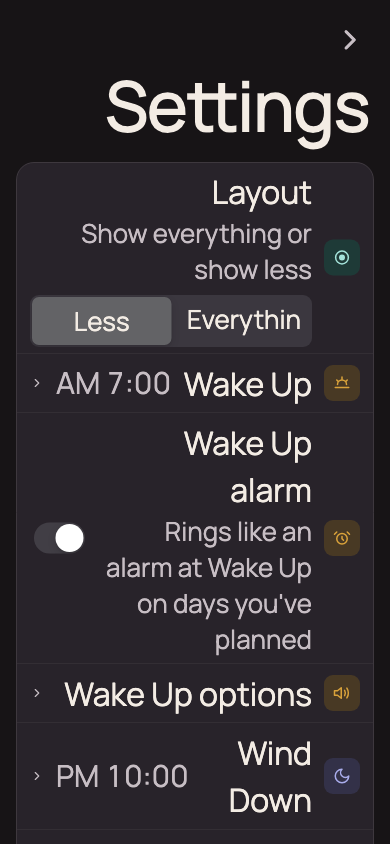 Settings
Layout
Show everything or
show less
Less
Everythin
Wake Up
AM 7:00
Wake Up
alarm
Rings like an
alarm at Wake Up
on days you've
planned
Wake Up options
Wind
Down
PM 10:00